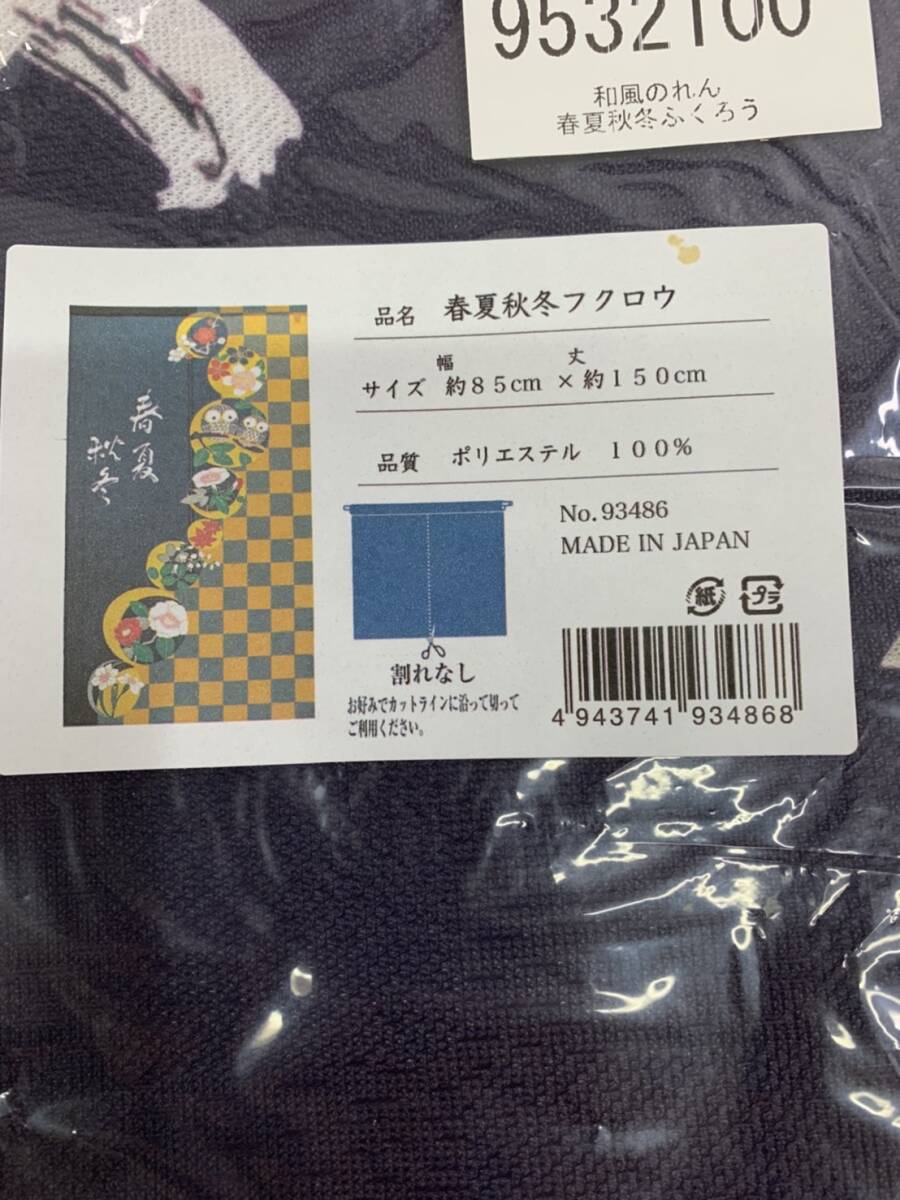 9532100
和風のれん
春夏秋冬ふくろう
品名 春夏秋冬フクロウ
幅 丈
サイズ 約85cm × 約150cm
品質 ポリエステル 100%
春夏
秋冬
No.93486
MADE IN JAPAN
紙 プラ
割れなし
お好みでカットラインに沿って切って
ご利用ください。
4 943741 934868